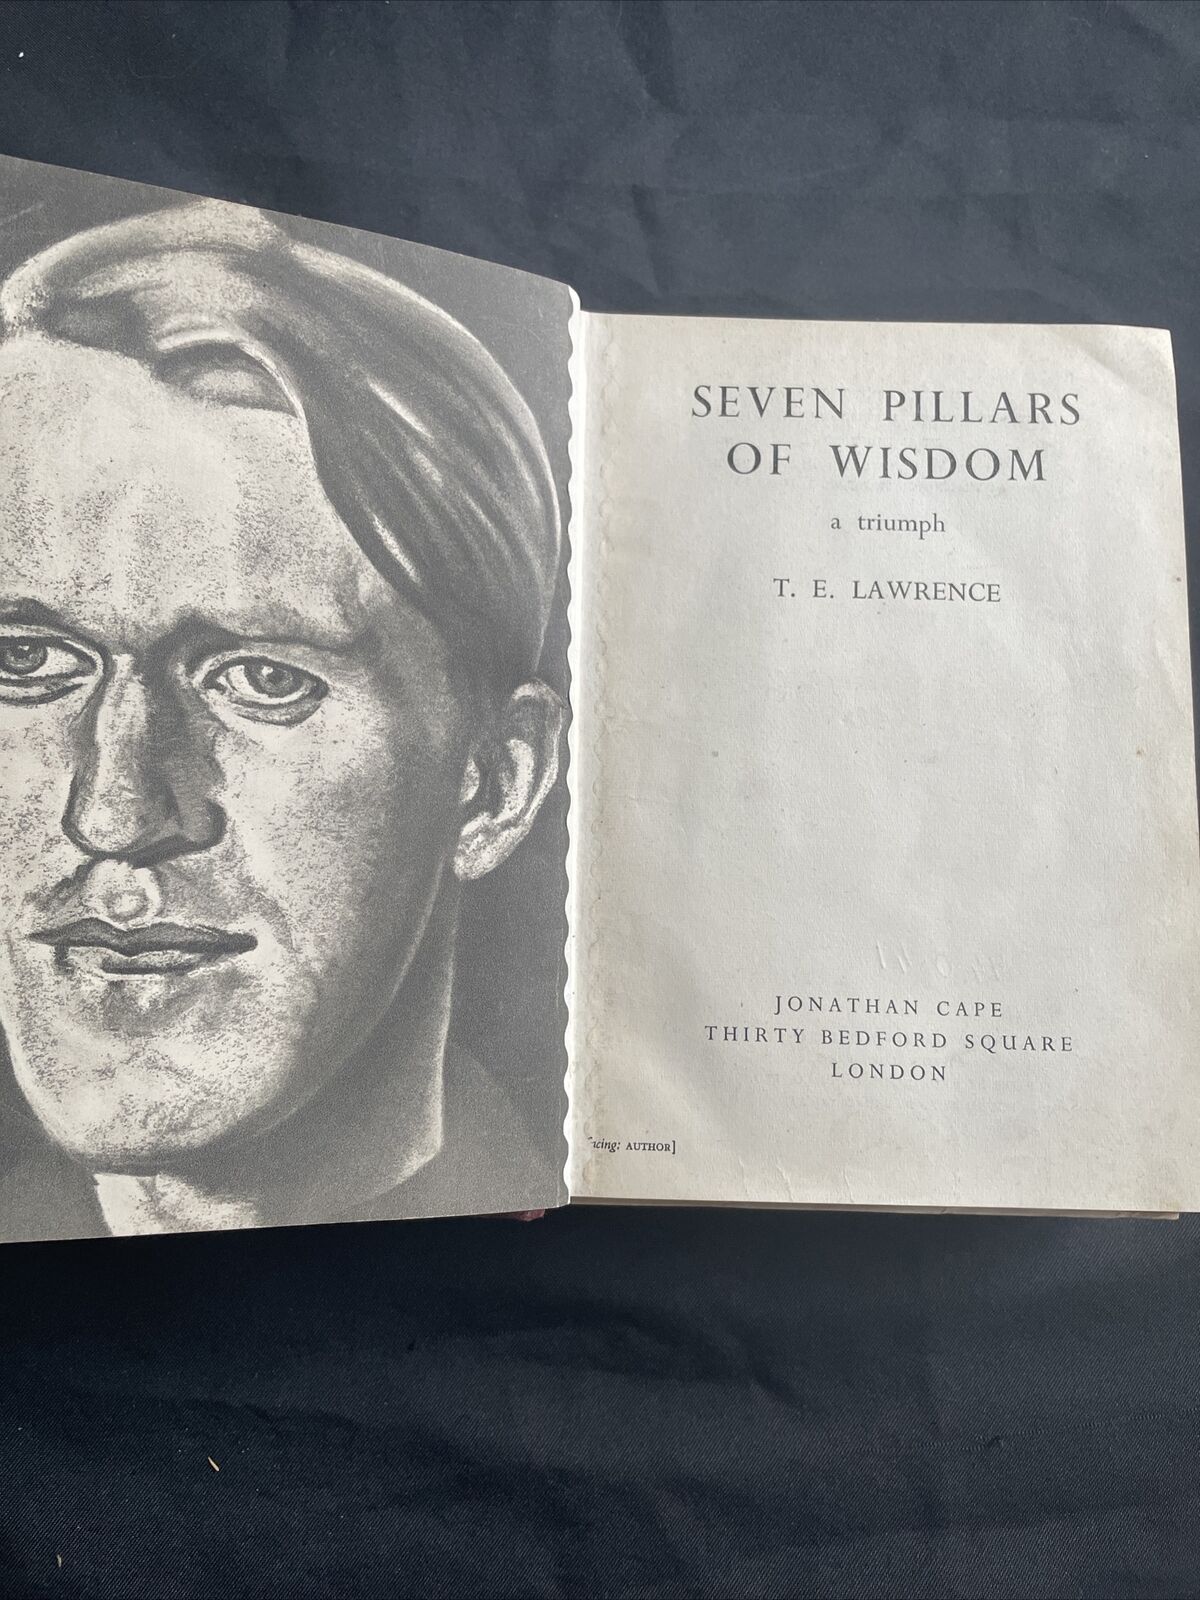 SEVEN PILLARS
OF WISDOM
a triumph
T. E. LAWRENCE
JONATHAN CAPE
THIRTY BEDFORD SQUARE
LONDON
AUTHOR]